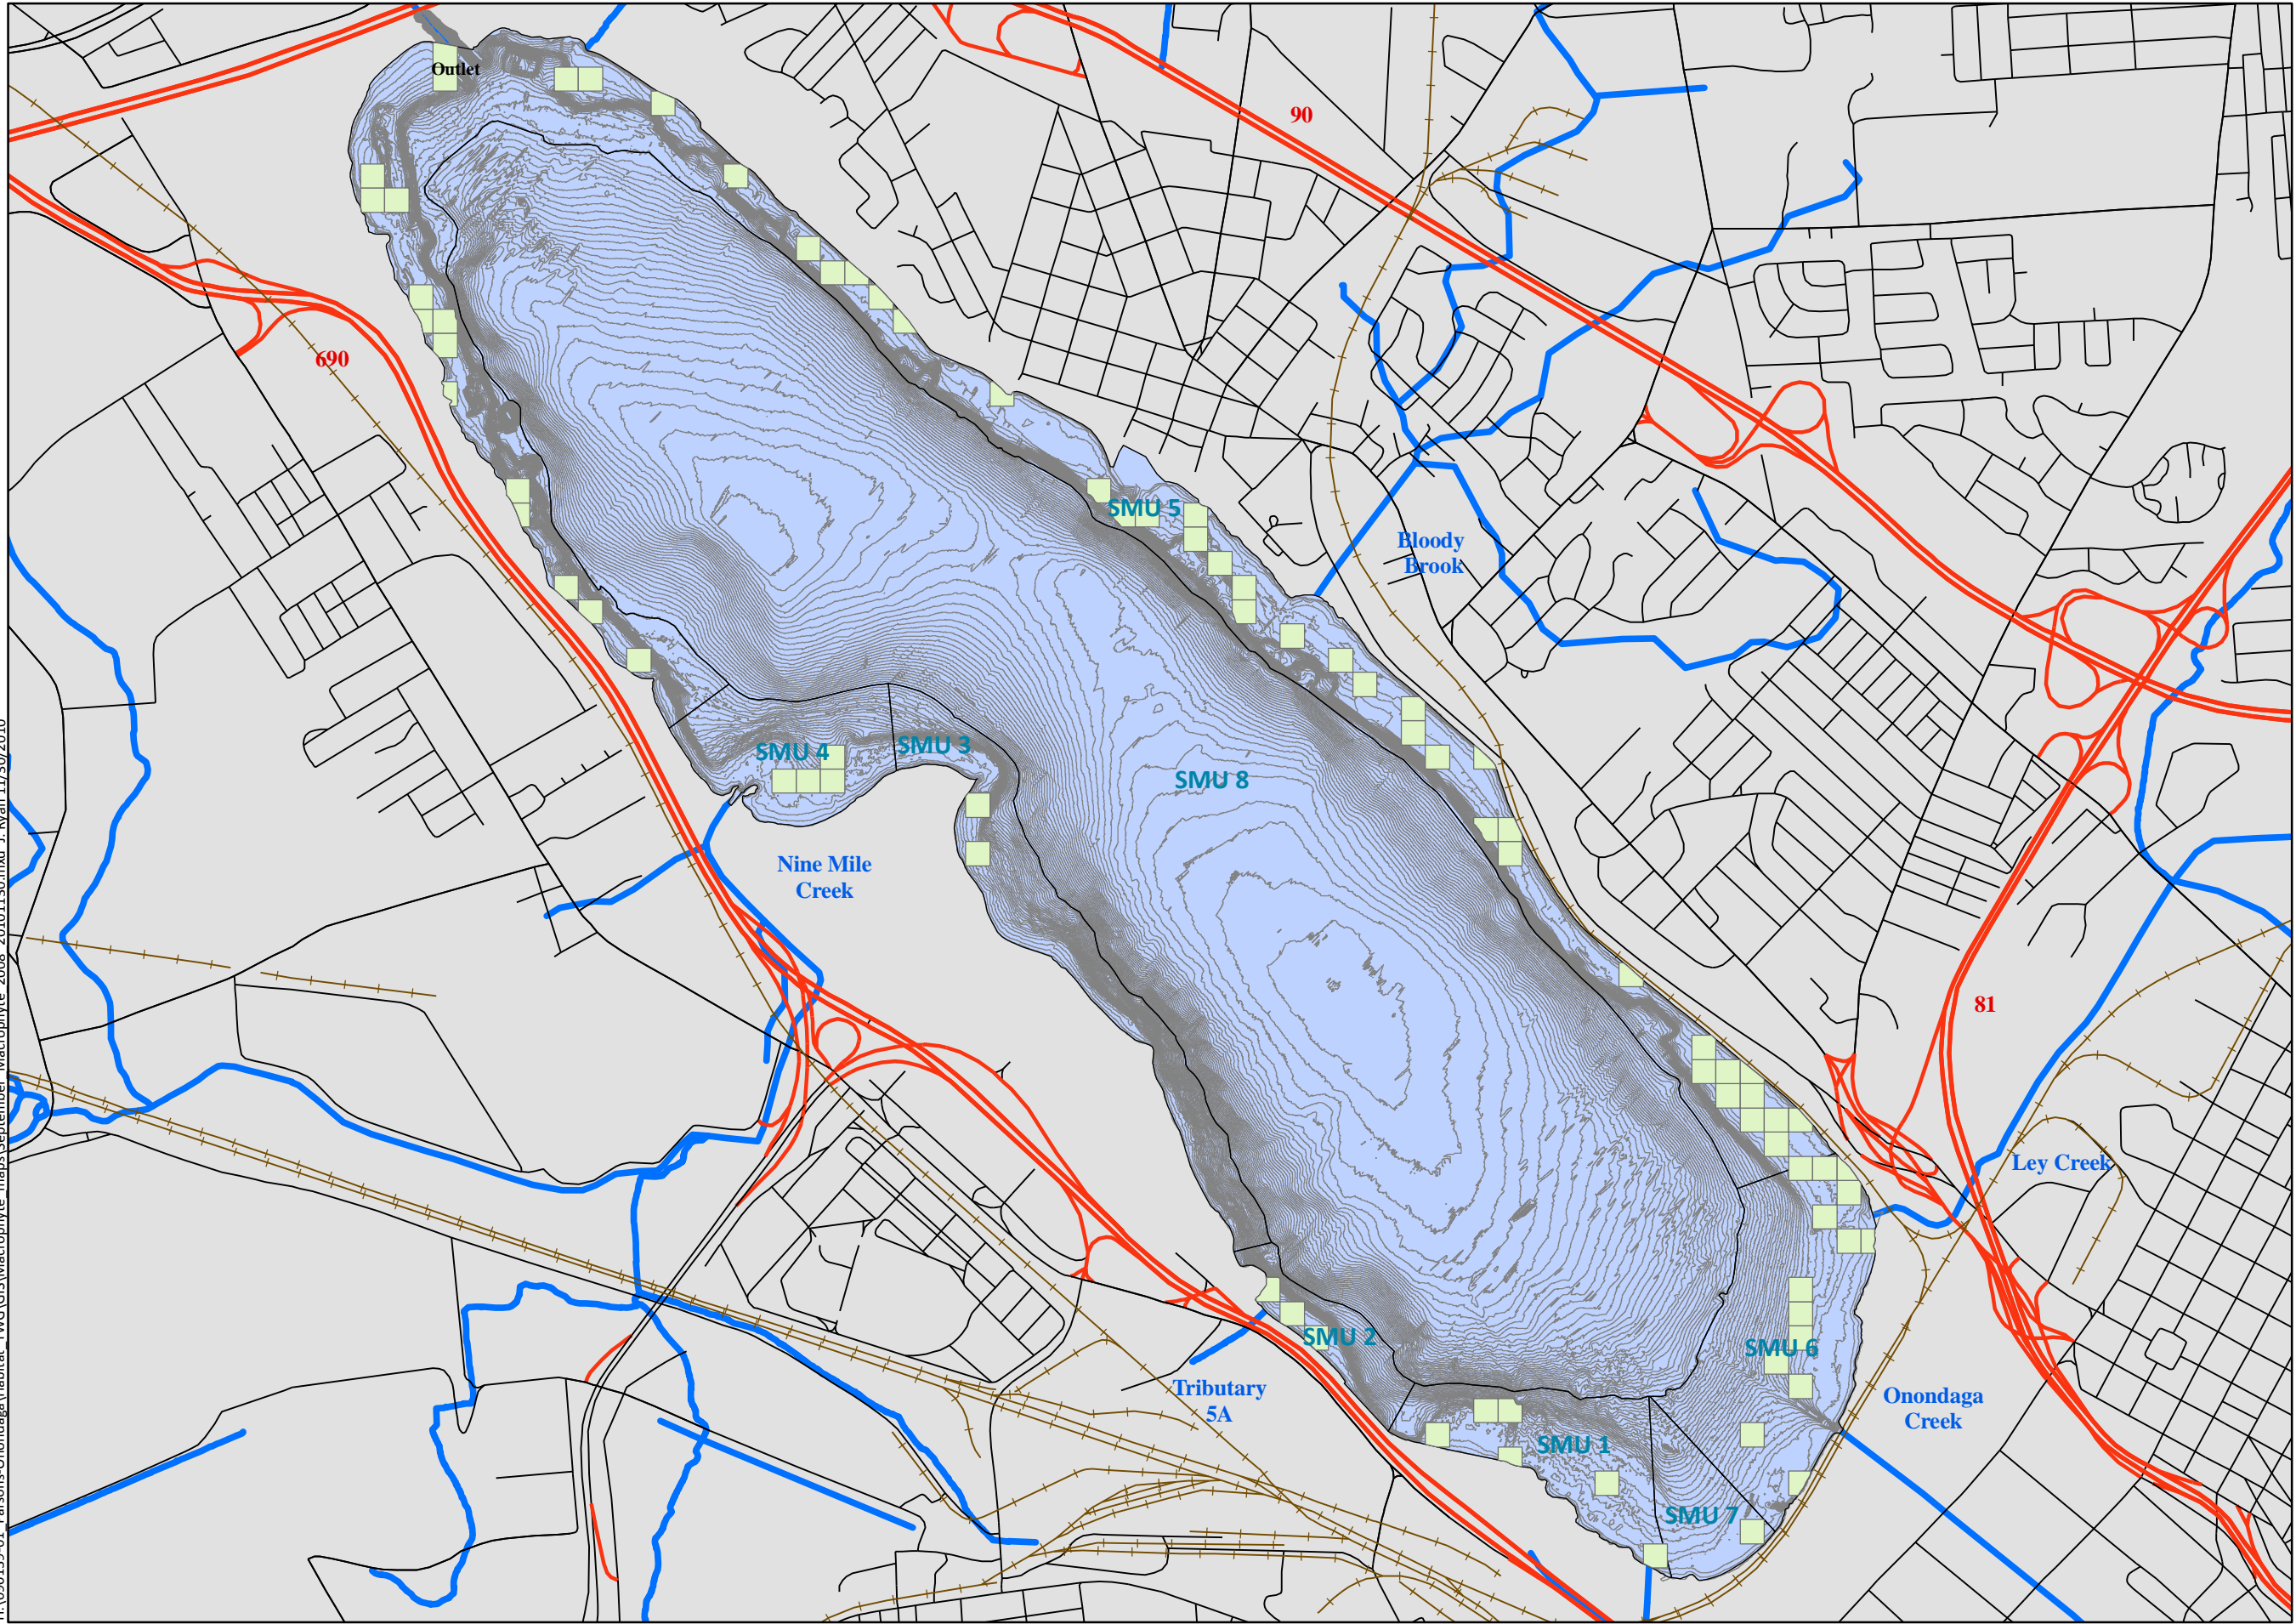 Outlet
90
690
SMU 5
Bloody
Brook
SMU 4
SMU 3
SMU 8
Nine Mile
Creek
81
Ley Creek
SMU 2
SMU 6
Tributary
5A
Onondaga
Creek
SMU 1
SMU 7